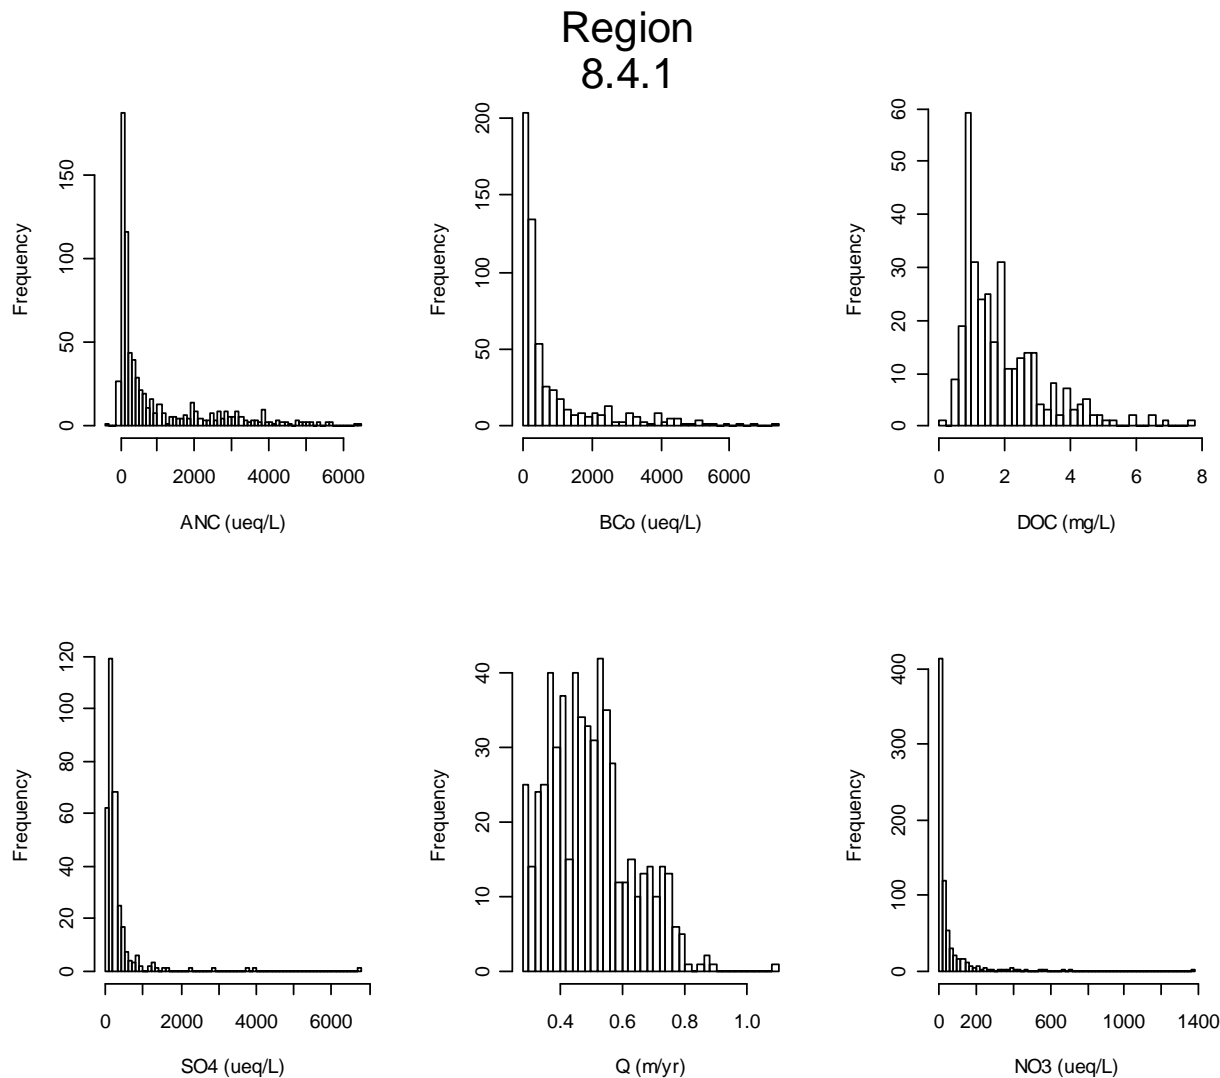 Region
8.4.1
Frequency
0 50 100 150
0 2000 4000 6000
ANC (ueq/L)
Frequency
0 50 100 150 200
0 2000 4000 6000
BCo (ueq/L)
Frequency
0 10 20 30 40 50 60
0 2 4 6 8
DOC (mg/L)
Frequency
0 20 40 60 80 100 120
0 2000 4000 6000
SO4 (ueq/L)
Frequency
0 10 20 30 40
0.4 0.6 0.8 1.0
Q (m/yr)
Frequency
0 100 200 300 400
0 200 600 1000 1400
NO3 (ueq/L)